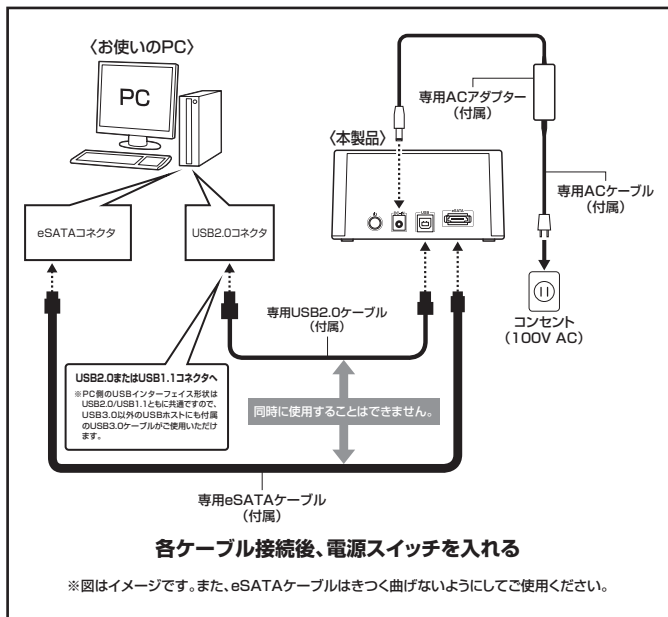 〈お使いのPC〉
PC
専用ACアダプター
(付属)
〈本製品〉
専用ACケーブル
(付属)
eSATAコネクタ
USB2.0コネクタ
USB
eSATA
専用USB2.0ケーブル
(付属)
コンセント
(100V AC)
USB2.0またはUSB1.1コネクタへ
※PC側のUSBインターフェイス形状は
USB2.0/USB1.1ともに共通ですので、
USB3.0以外のUSBホストにも付属
のUSB3.0ケーブルがご使用いただけ
ます。
同時に使用することはできません。
専用eSATAケーブル
(付属)
各ケーブル接続後、電源スイッチを入れる
※図はイメージです。また、eSATAケーブルはきつく曲げないようにしてご使用ください。